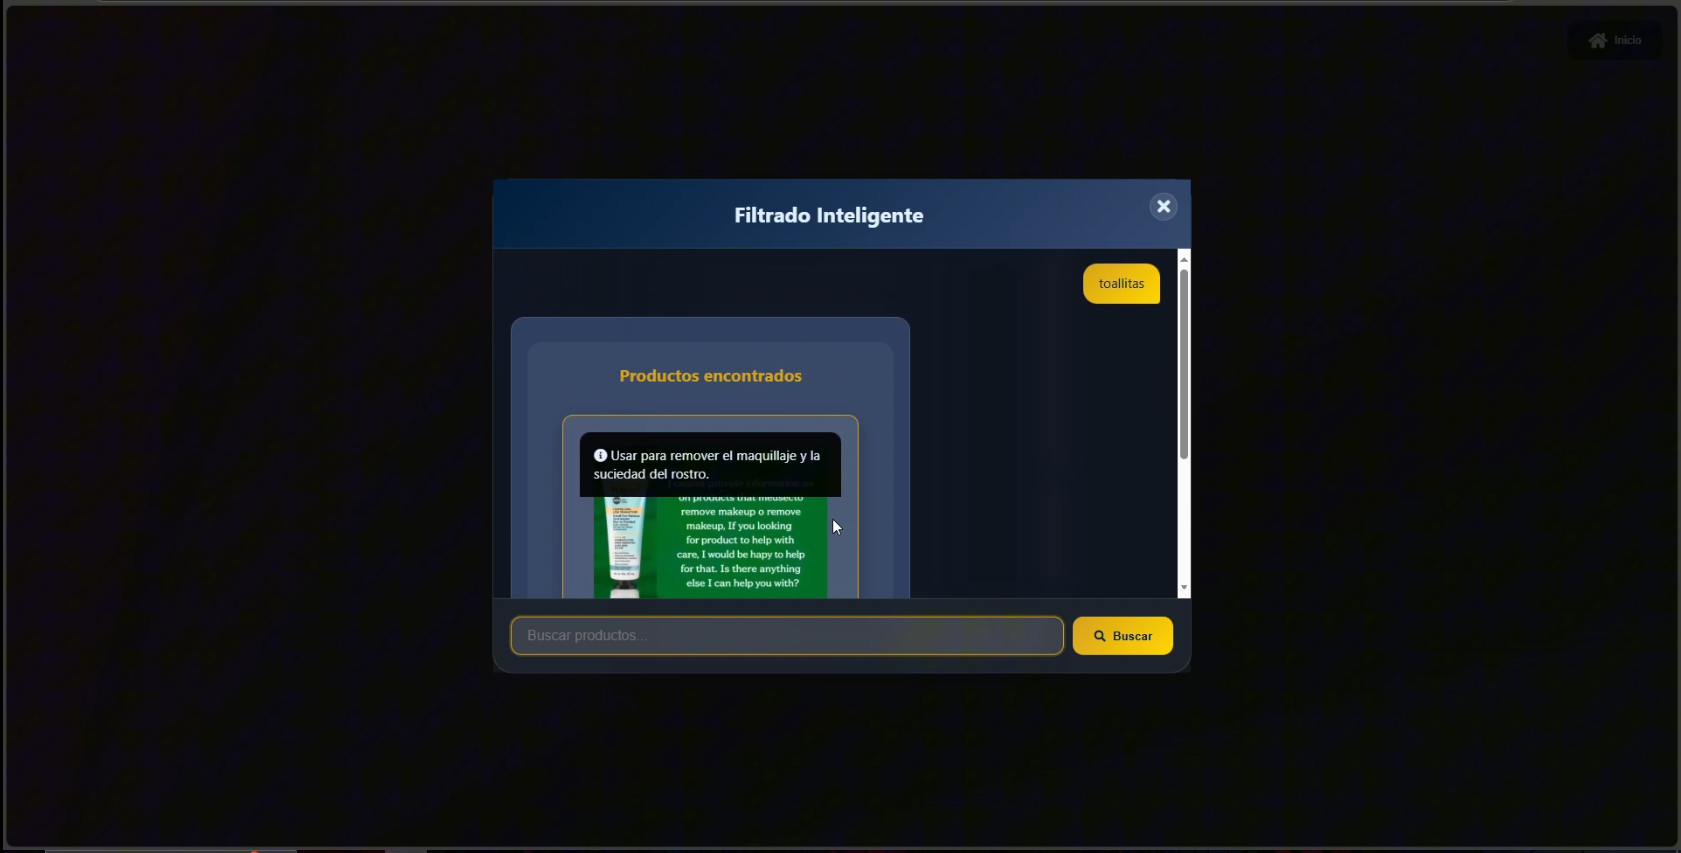 Inicio
Filtrado Inteligente
toallitas
Productos encontrados
Usar para remover el maquillaje y la
suciedad del rostro.
on products that meusecto
remove makeup o remove
makeup, If you looking
for product to help with
care, I would be hapy to help
for that. Is there anything
else I can help you with?
Buscar productos...
Buscar